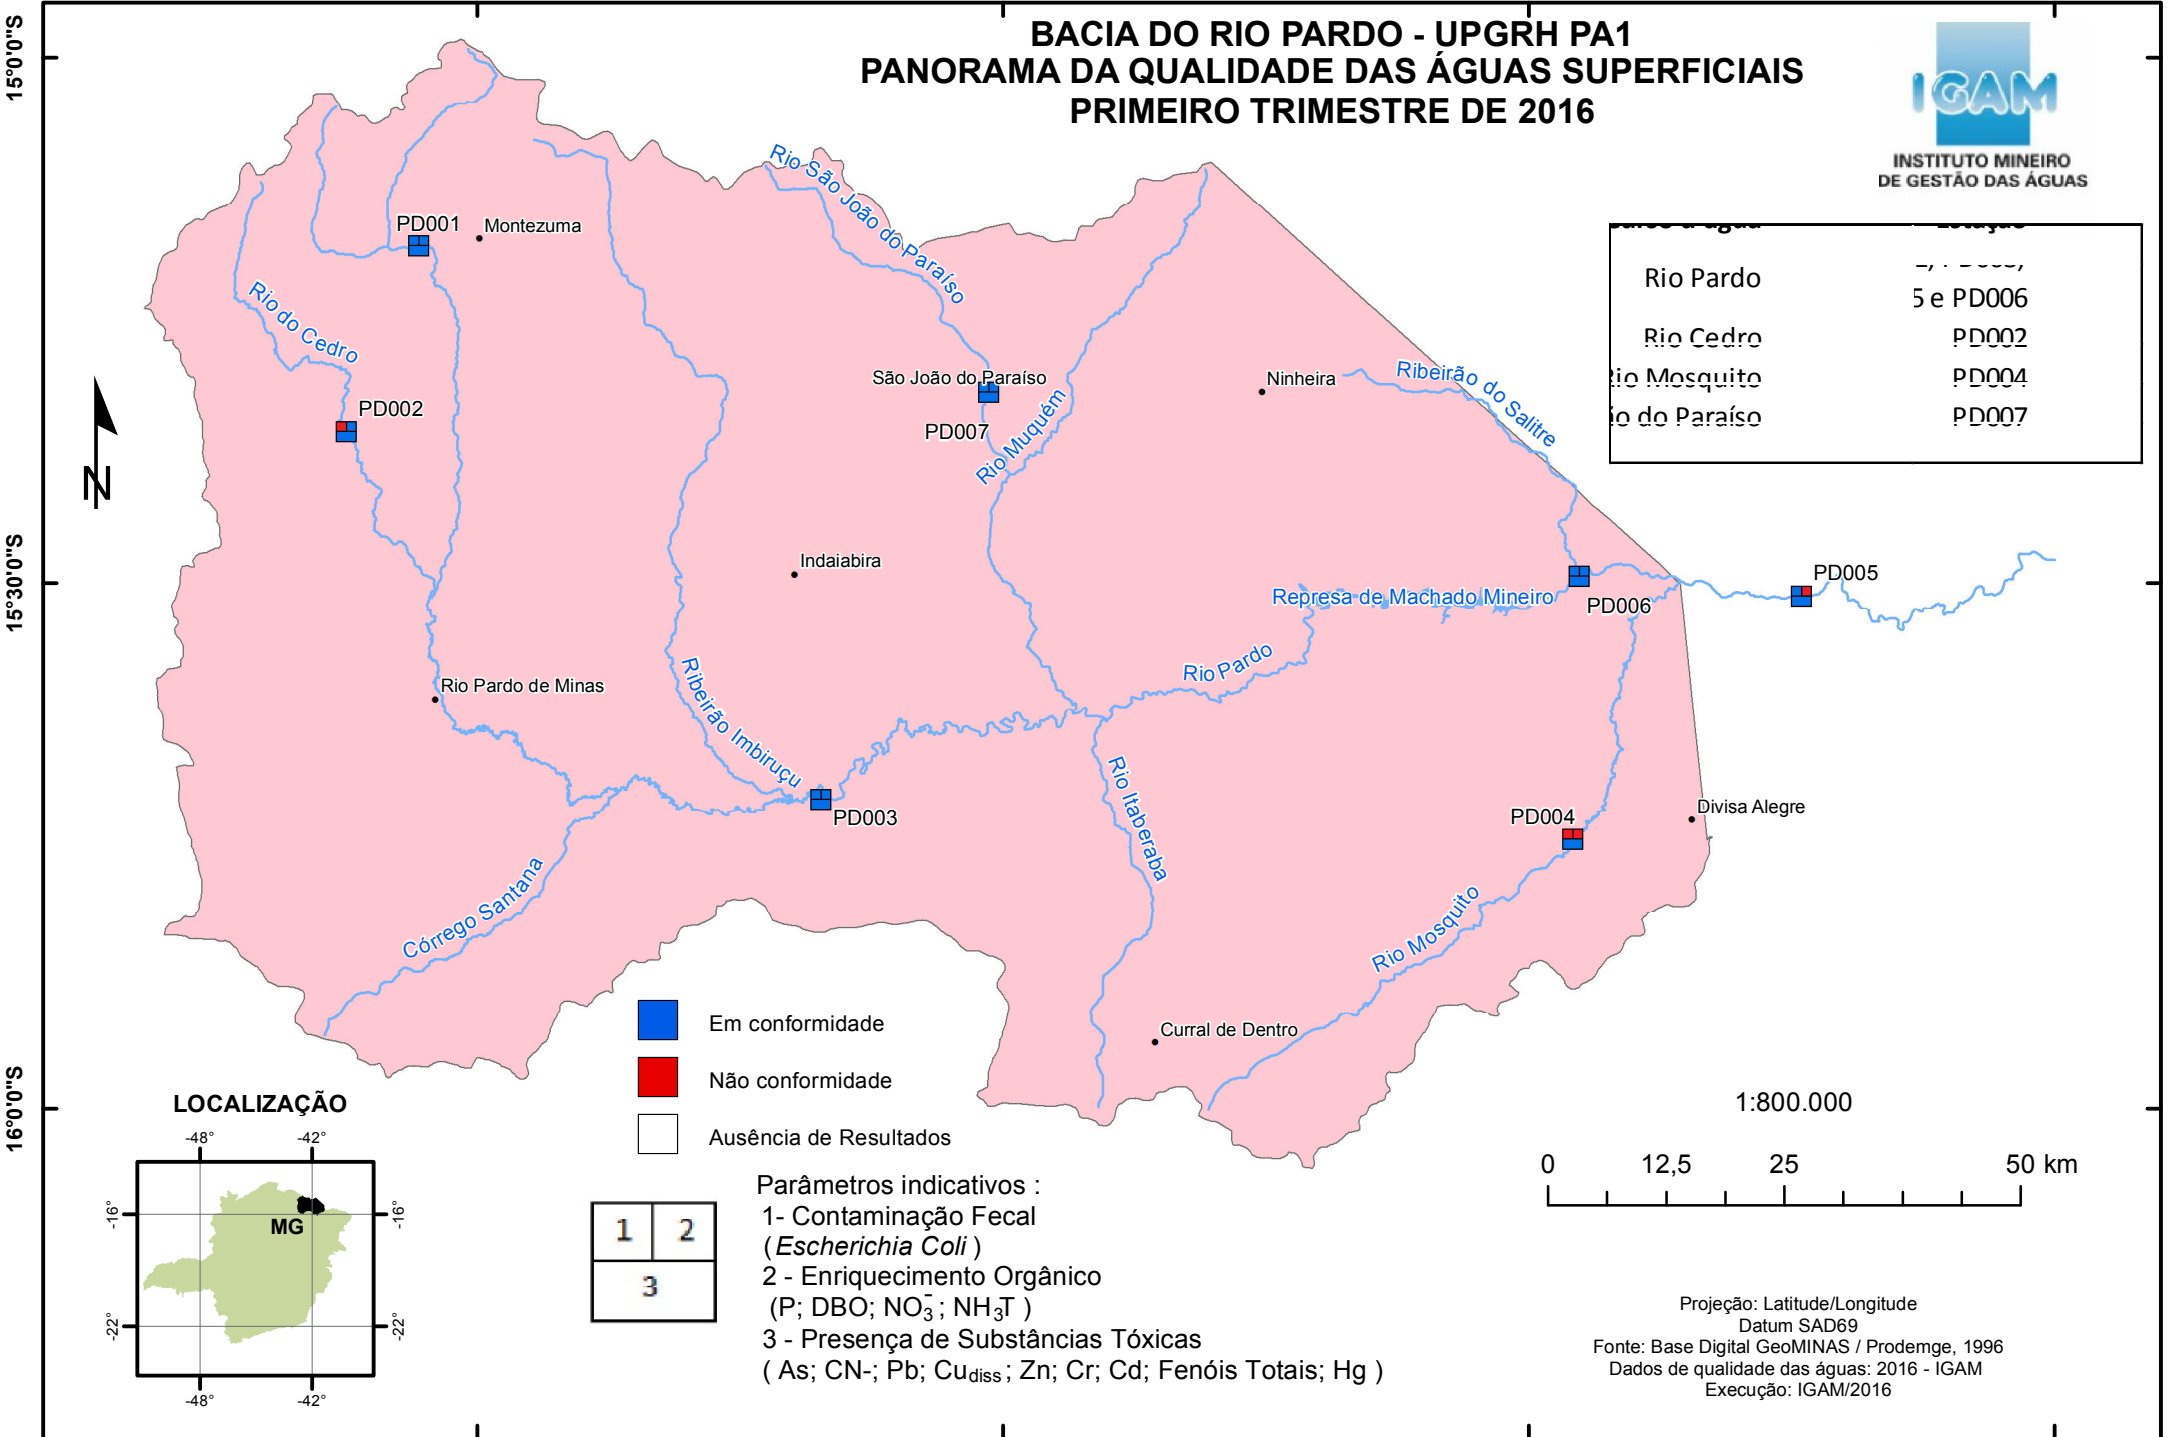 BACIA DO RIO PARDO - UPGRH PA1
PANORAMA DA QUALIDADE DAS ÁGUAS SUPERFICIAIS
PRIMEIRO TRIMESTRE DE 2016
IGAM
INSTITUTO MINEIRO
DE GESTÃO DAS ÁGUAS
15°0'0"S
15°30'0"S
16°0'0"S
N
Rio Pardo
5 e PD006
Rio Cedro PD002
Rio Mosquito PD004
do Paraíso PD007
PD001
Montezuma
Rio São João do Paraíso
Rio do Cedro
PD002
São João do Paraíso
PD007
Rio Muquém
Ninheira
Ribeirão do Salitre
Indaiabira
Represa de Machado Mineiro
PD006
PD005
Rio Pardo
Rio Pardo de Minas
Ribeirão Imbiruçu
PD003
Rio Itaberaba
PD004
Divisa Alegre
Córrego Santana
Rio Mosquito
Curral de Dentro
Em conformidade
Não conformidade
Ausência de Resultados
LOCALIZAÇÃO
-48° -42°
-16° -16°
MG
-22° -22°
-48° -42°
1 2
3
Parâmetros indicativos :
1- Contaminação Fecal
(Escherichia Coli )
2 - Enriquecimento Orgânico
(P; DBO; NO₃⁻; NH₃T )
3 - Presença de Substâncias Tóxicas
( As; CN-; Pb; Cudiss ; Zn; Cr; Cd; Fenóis Totais; Hg )
1:800.000
0 12,5 25 50 km
Projeção: Latitude/Longitude
Datum SAD69
Fonte: Base Digital GeoMINAS / Prodemge, 1996
Dados de qualidade das águas: 2016 - IGAM
Execução: IGAM/2016